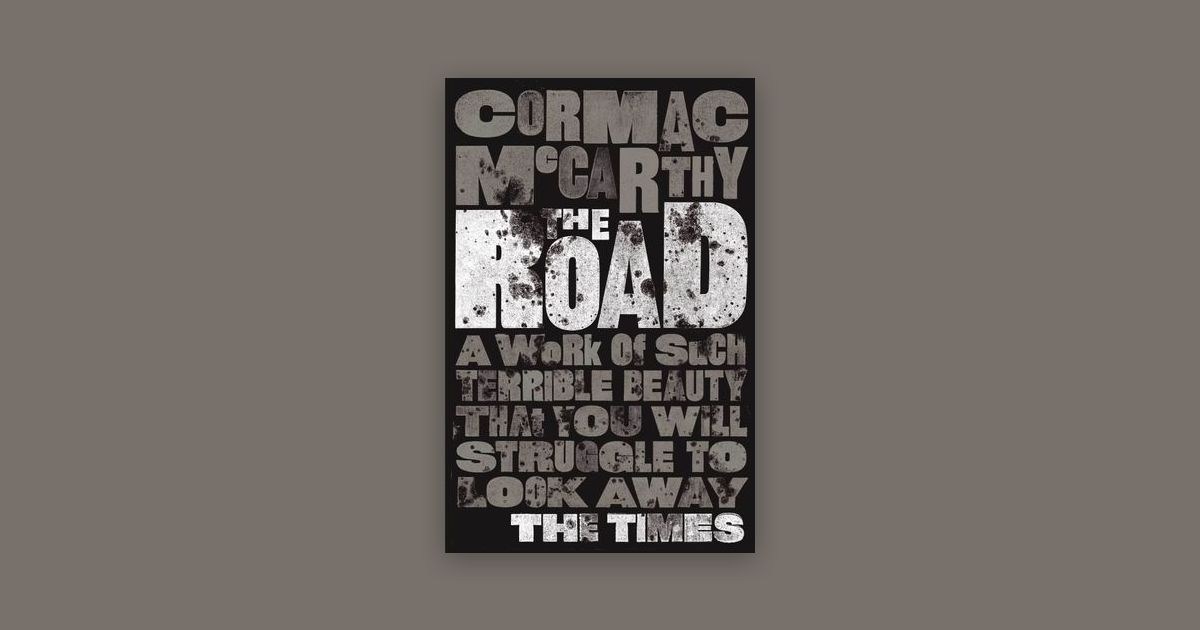 CORMAC
McCARTHY
THE
ROAD
A WoRk Of SuCH
TERRIBLE BEAUTY
THAt YOU WILL
STRUGGLE TO
LOOK AWAY
THE TIMES